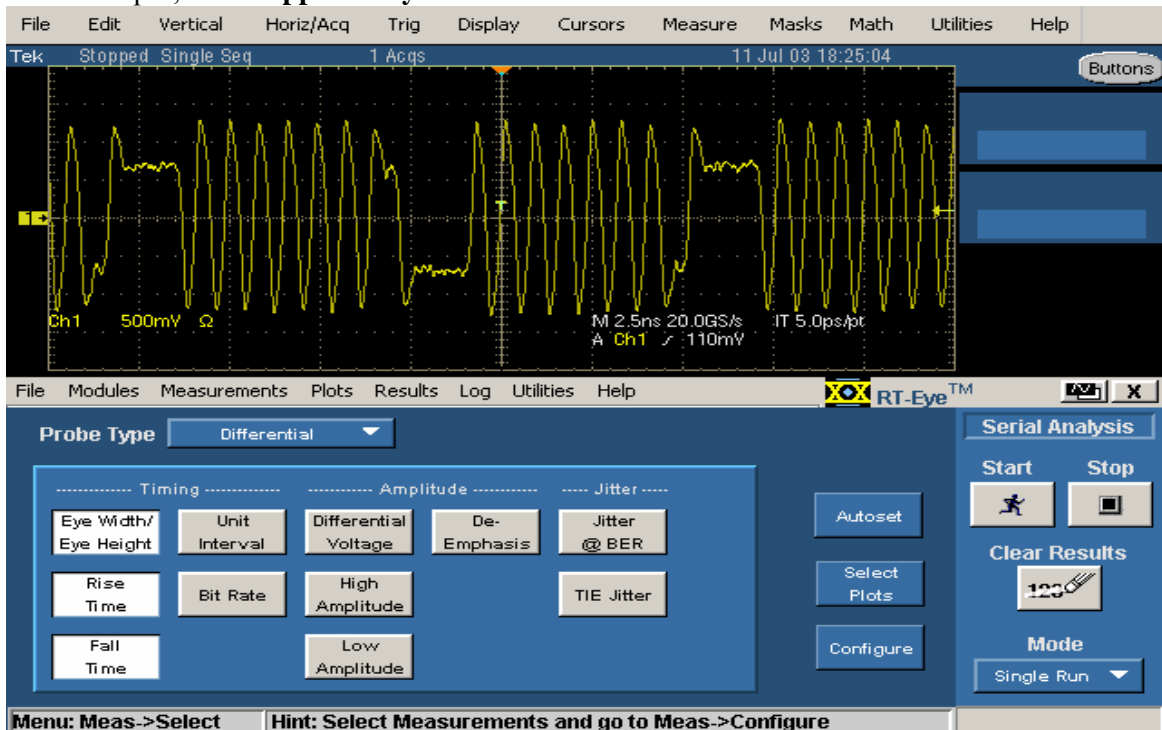 File Edit Vertical Horiz/Acq Trig Display Cursors Measure Masks Math Utilities Help
Tek Stopped Single Seq 1 Acqs 11 Jul 03 18:25:04
Buttons
T
1
Ch1 500mV Ω M 2.5ns 20.0GS/s IT 5.0ps/pt
A Ch1 / 110mV
File Modules Measurements Plots Results Log Utilities Help RT-Eye™ X
Probe Type Differential
Serial Analysis
Start Stop
Timing Amplitude Jitter
Eye Width/ Unit Differential De- Jitter
Eye Height Interval Voltage Emphasis @ BER
Autoset
Clear Results
.123
Rise High Select
Time Bit Rate Amplitude TIE Jitter Plots
Fall Low
Time Amplitude
Configure
Mode
Single Run
Menu: Meas->Select Hint: Select Measurements and go to Meas->Configure